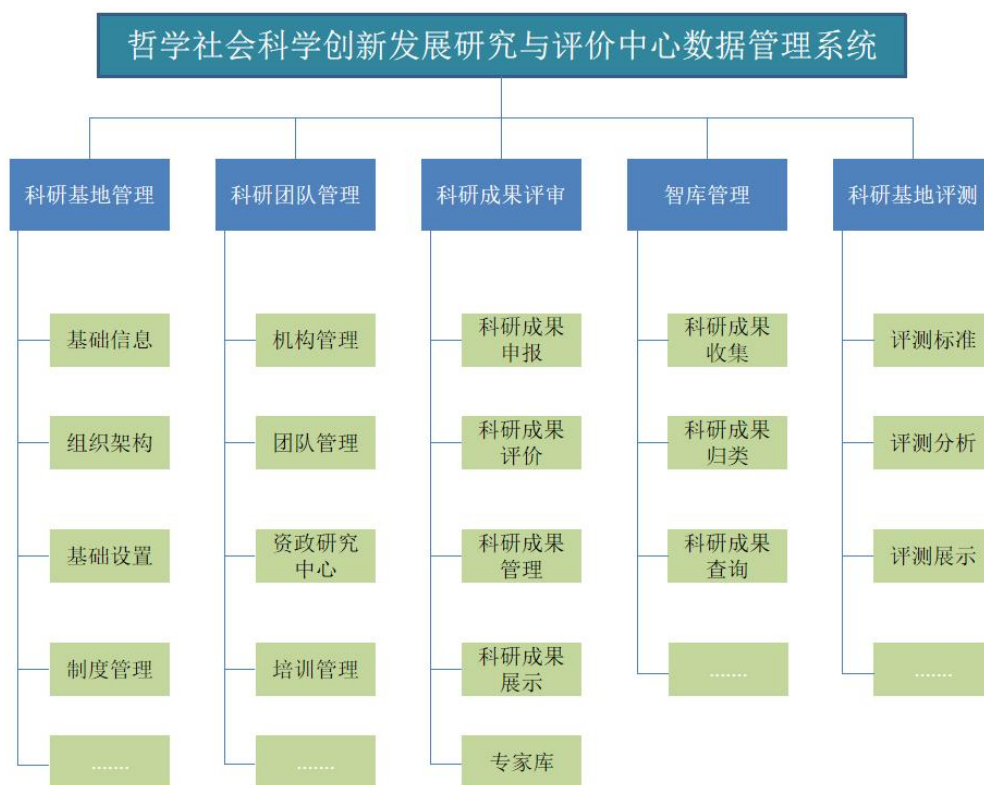 哲学社会科学创新发展研究与评价中心数据管理系统
科研基地管理
科研团队管理
科研成果评审
智库管理
科研基地评测
基础信息
机构管理
科研成果
申报
科研成果
收集
评测标准
组织架构
团队管理
科研成果
评价
科研成果
归类
评测分析
基础设置
资政研究
中心
科研成果
管理
科研成果
查询
评测展示
制度管理
培训管理
科研成果
展示
.......
.......
.......
.......
专家库